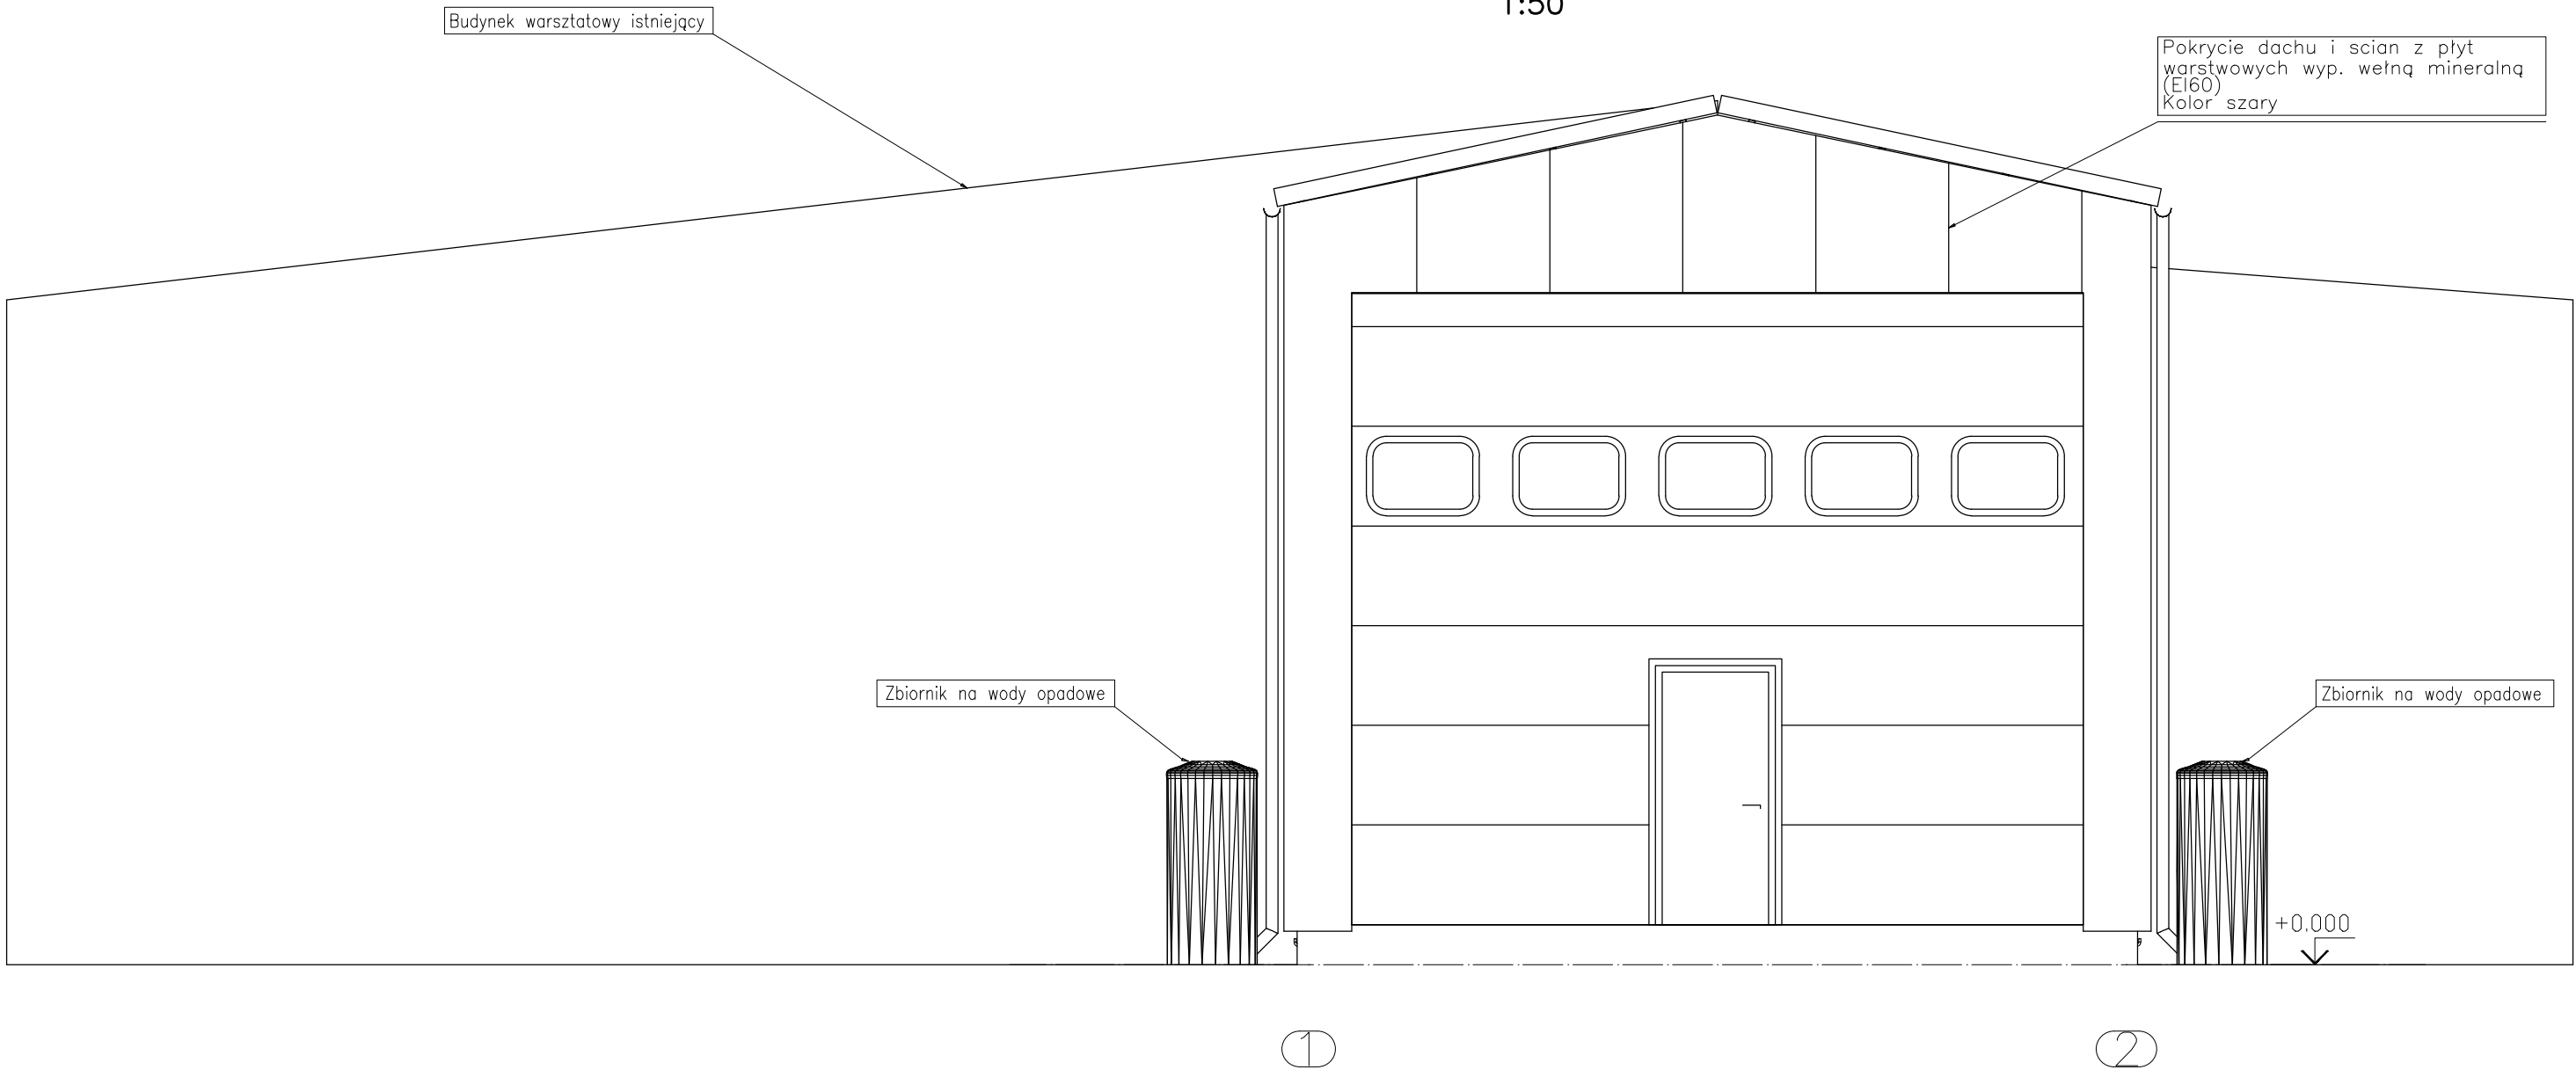 1:50
Budynek warsztatowy istniejący
Pokrycie dachu i scian z płyt
warstwowych wyp. wełną mineralną
(EI60)
Kolor szary
Zbiornik na wody opadowe
Zbiornik na wody opadowe
+0.000
1
2